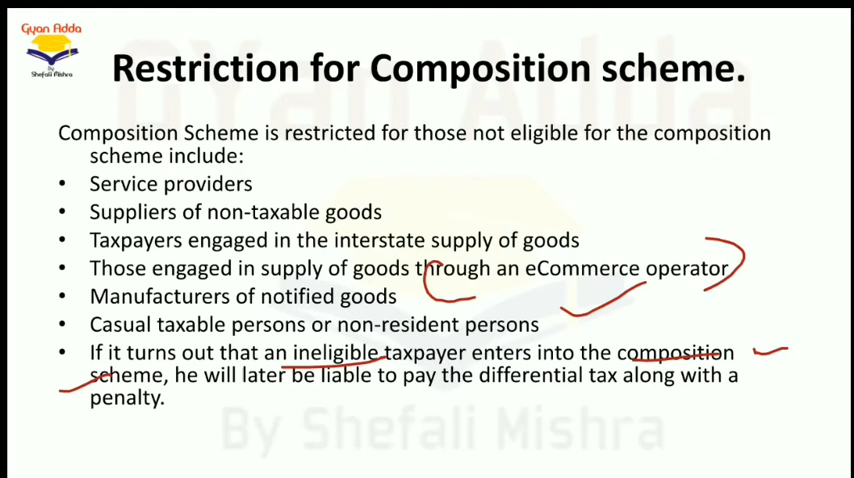 Gyan Adda
by
Shefali Mishra
Restriction for Composition scheme.
Composition Scheme is restricted for those not eligible for the composition
scheme include:
• Service providers
• Suppliers of non-taxable goods
• Taxpayers engaged in the interstate supply of goods
• Those engaged in supply of goods through an eCommerce operator
• Manufacturers of notified goods
• Casual taxable persons or non-resident persons
• If it turns out that an ineligible taxpayer enters into the composition
scheme, he will later be liable to pay the differential tax along with a
penalty.
Gyan Adda
By Shefali Mishra